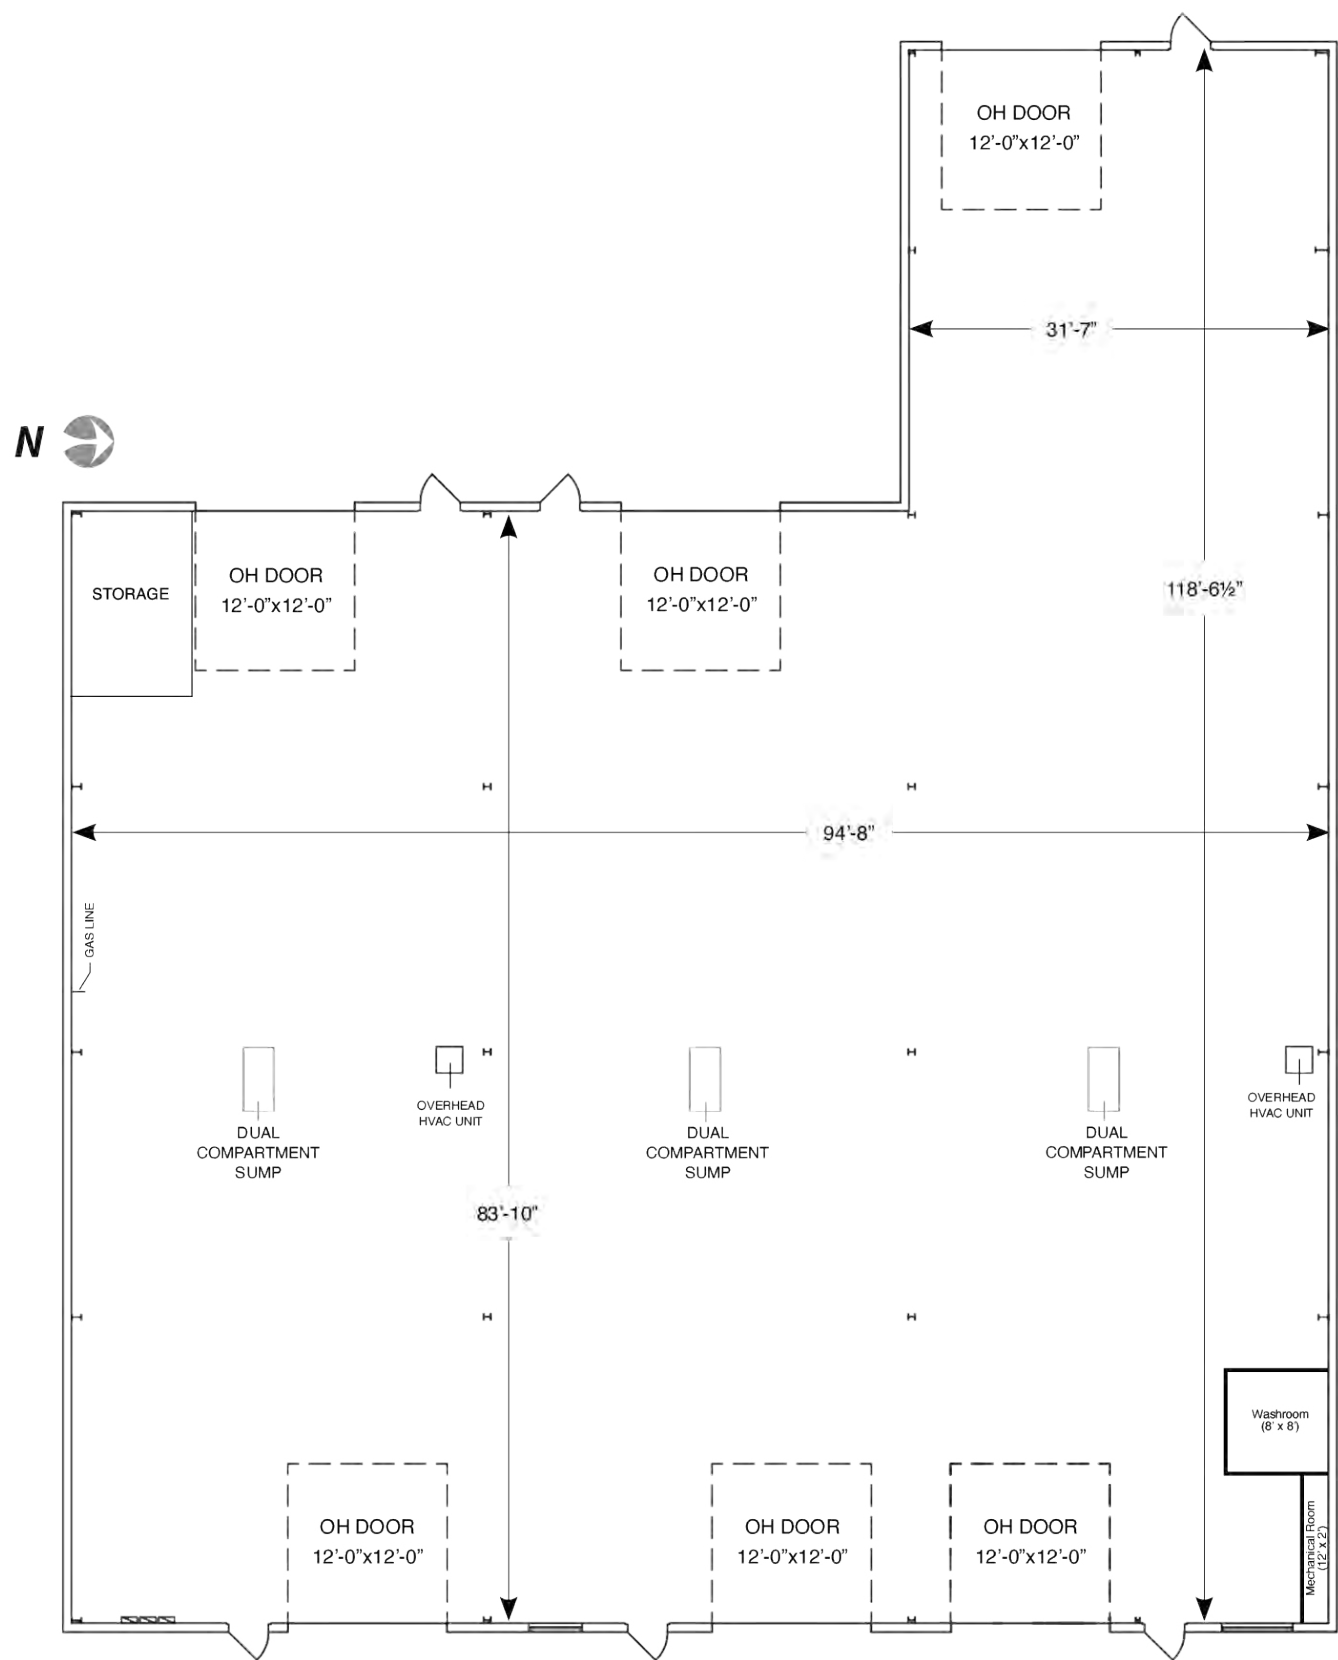 OH DOOR
12’-0”x12’-0”
31’-7”
N
STORAGE
OH DOOR
12’-0”x12’-0”
OH DOOR
12’-0”x12’-0”
118’-6½”
94’-8”
GAS LINE
OVERHEAD
HVAC UNIT
OVERHEAD
HVAC UNIT
DUAL
COMPARTMENT
SUMP
DUAL
COMPARTMENT
SUMP
DUAL
COMPARTMENT
SUMP
83’-10”
Washroom
(8’ x 8’)
OH DOOR
12’-0”x12’-0”
OH DOOR
12’-0”x12’-0”
OH DOOR
12’-0”x12’-0”
Mechanical Room
(12’ x 2’)